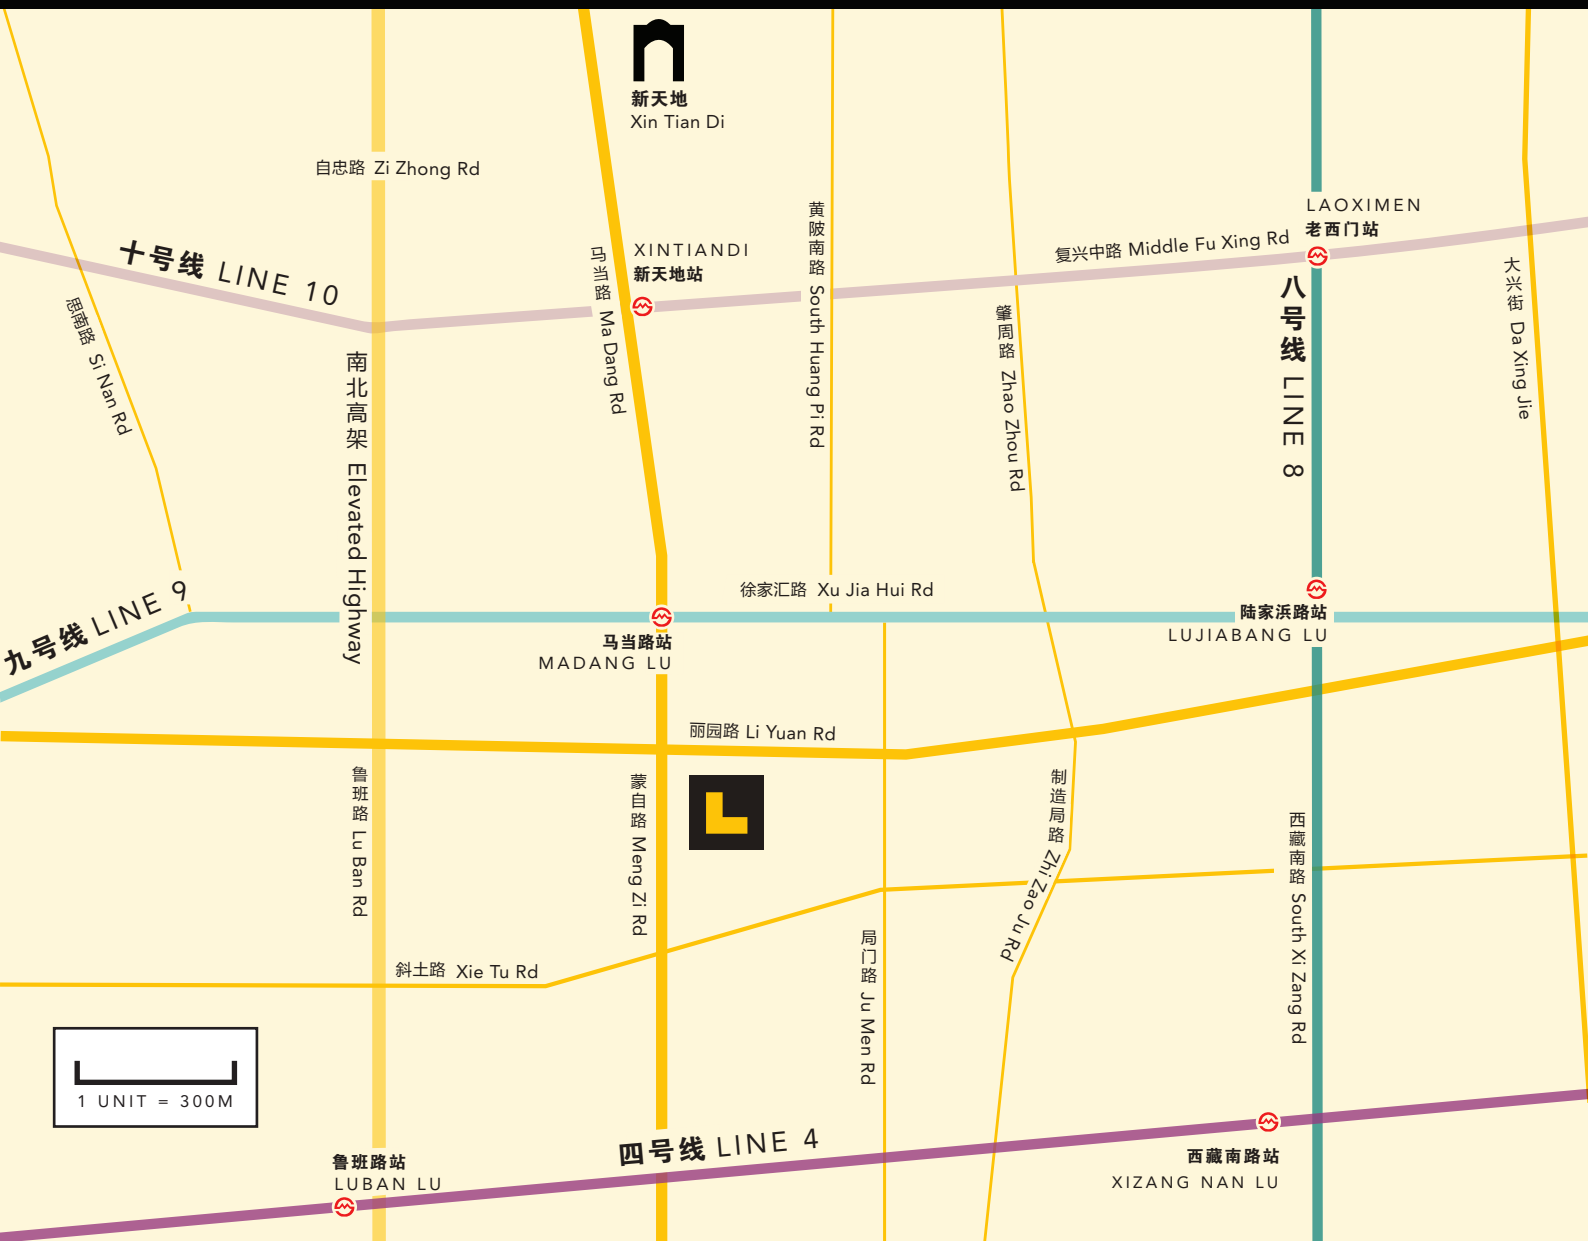 新天地
Xin Tian Di
自忠路 Zi Zhong Rd
十号线 LINE 10
马当路 Ma Dang Rd
XINTIANDI
新天地站
黄陂南路 South Huang Pi Rd
复兴中路 Middle Fu Xing Rd
LAOXIMEN
老西门站
八号线 LINE 8
大兴街 Da Xing Jie
思南路 Si Nan Rd
南北高架 Elevated Highway
肇周路 Zhao Zhou Rd
九号线 LINE 9
徐家汇路 Xu Jia Hui Rd
马当路站
MADANG LU
陆家浜路站
LUJIABANG LU
丽园路 Li Yuan Rd
鲁班路 Lu Ban Rd
蒙自路 Meng Zi Rd
制造局路 Zhi Zao Ju Rd
西藏南路 South Xi Zang Rd
局门路 Ju Men Rd
斜土路 Xie Tu Rd
1 UNIT = 300M
四号线 LINE 4
鲁班路站
LUBAN LU
西藏南路站
XIZANG NAN LU